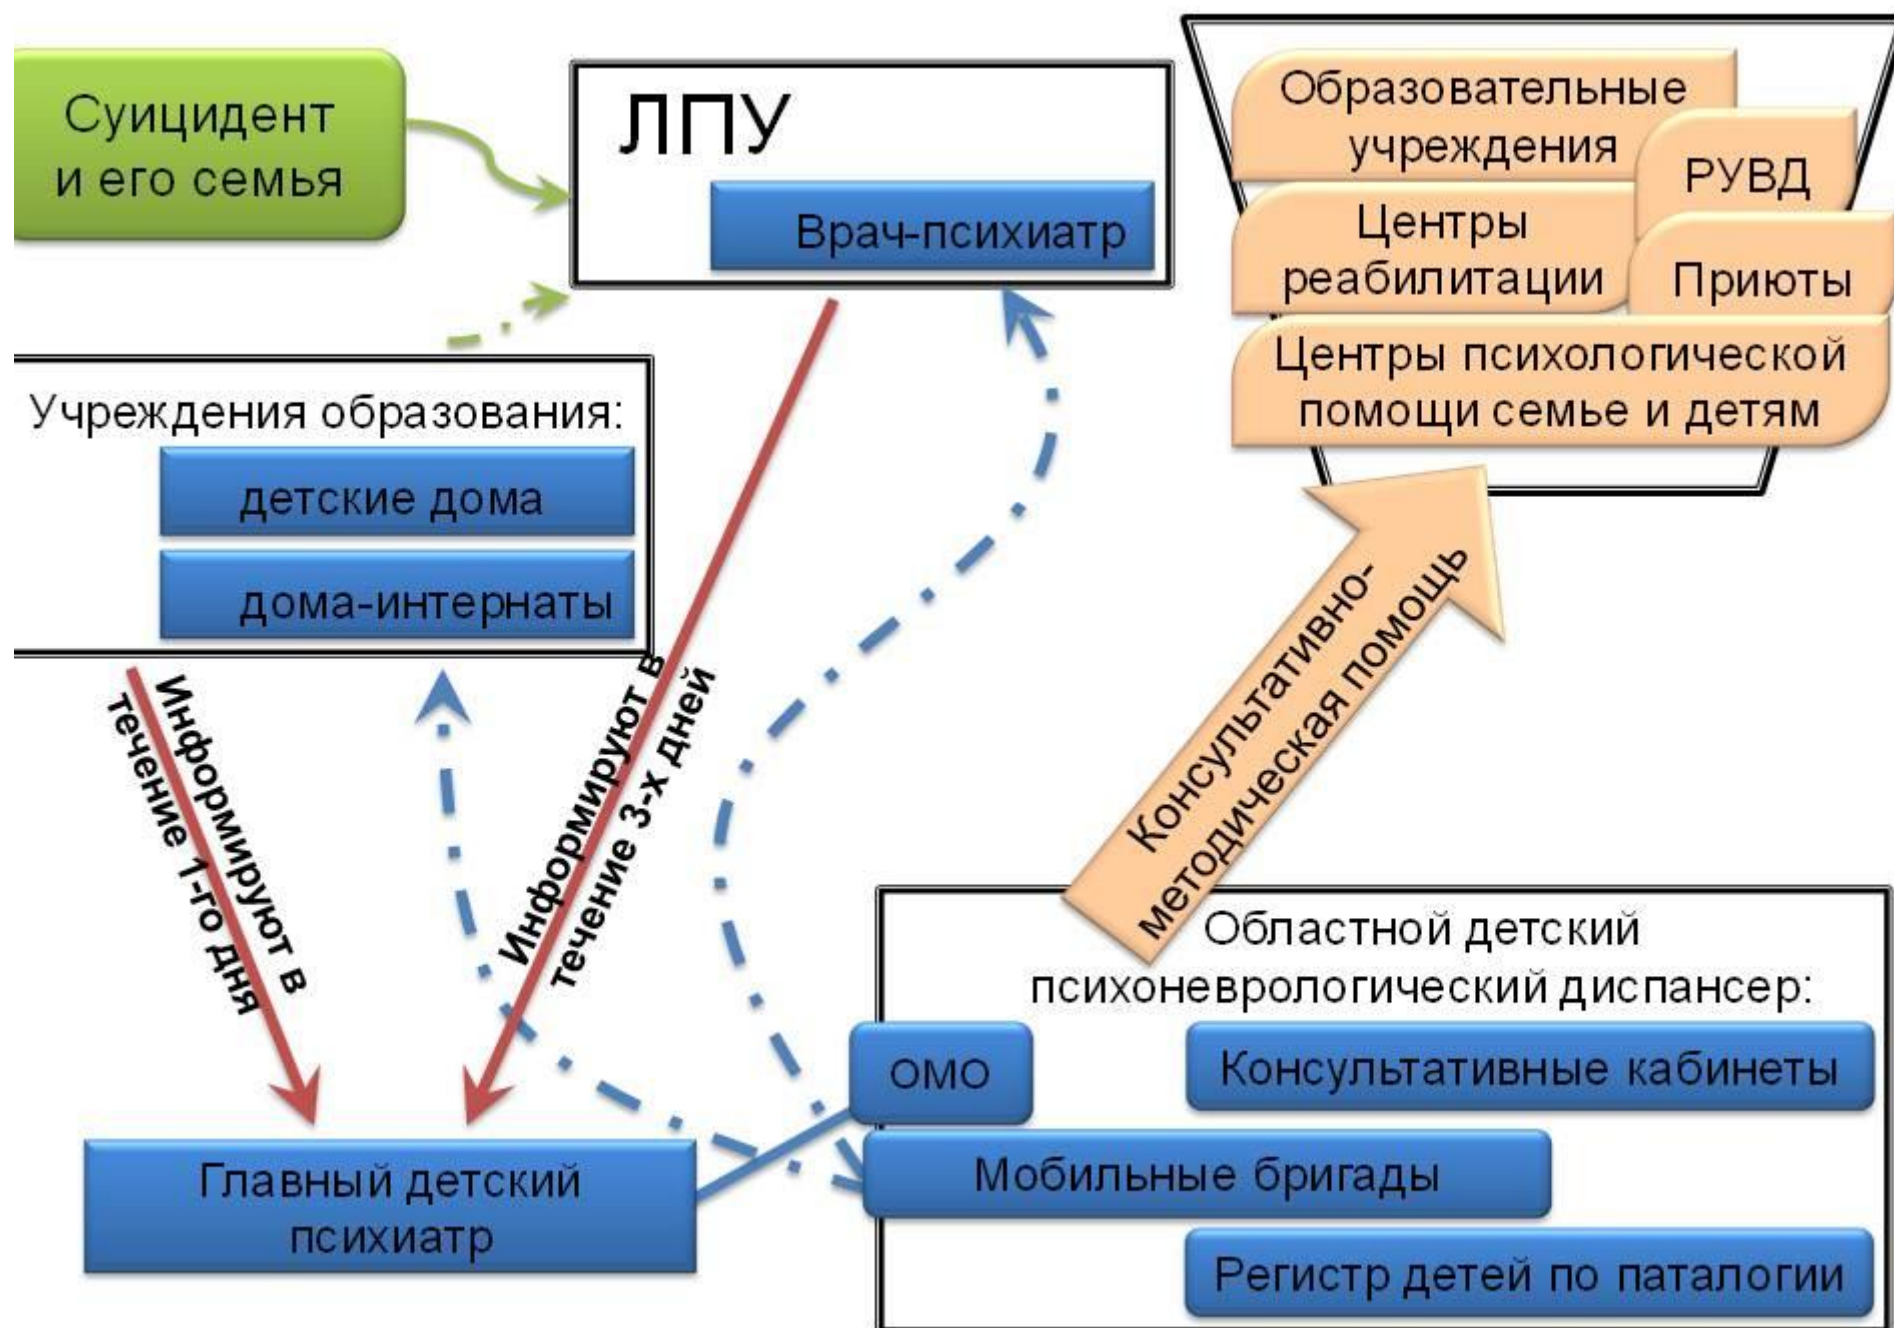 Суицидент
и его семья
ЛПУ
Врач-психиатр
Образовательные
учреждения
РУВД
Центры
реабилитации
Приюты
Центры психологической
помощи семье и детям
Учреждения образования:
детские дома
дома-интернаты
Информируют в
течение 1-го дня
Информируют в
течение 3-х дней
Консультативно-
методическая помощь
Главный детский
психиатр
Областной детский
психоневрологический диспансер:
ОМО
Консультативные кабинеты
Мобильные бригады
Регистр детей по паталогии